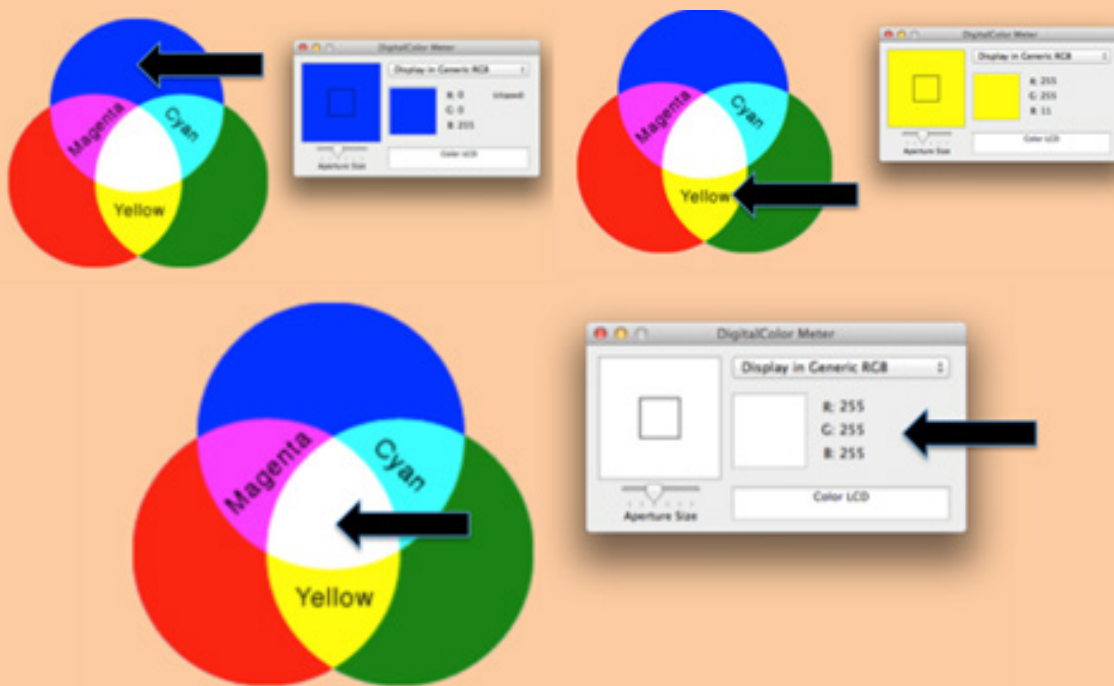 DigitalColor Meter
Display in Generic RGB
R: 0
G: 0
B: 255
Aperture Size
Color LCD
Magenta
Cyan
Yellow
DigitalColor Meter
Display in Generic RGB
R: 255
G: 255
B: 11
Aperture Size
Color LCD
Magenta
Cyan
Yellow
DigitalColor Meter
Display in Generic RGB
R: 255
G: 255
B: 255
Aperture Size
Color LCD
Magenta
Cyan
Yellow